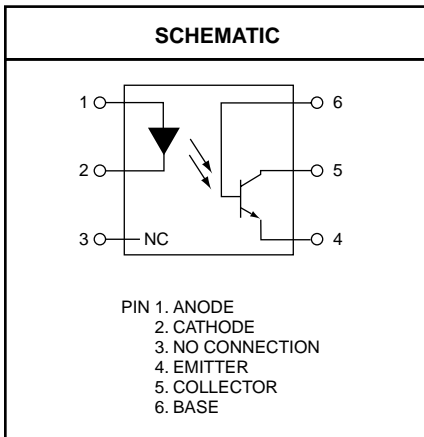 SCHEMATIC
1
6
2
5
3
NC
4
PIN 1. ANODE
2. CATHODE
3. NO CONNECTION
4. EMITTER
5. COLLECTOR
6. BASE